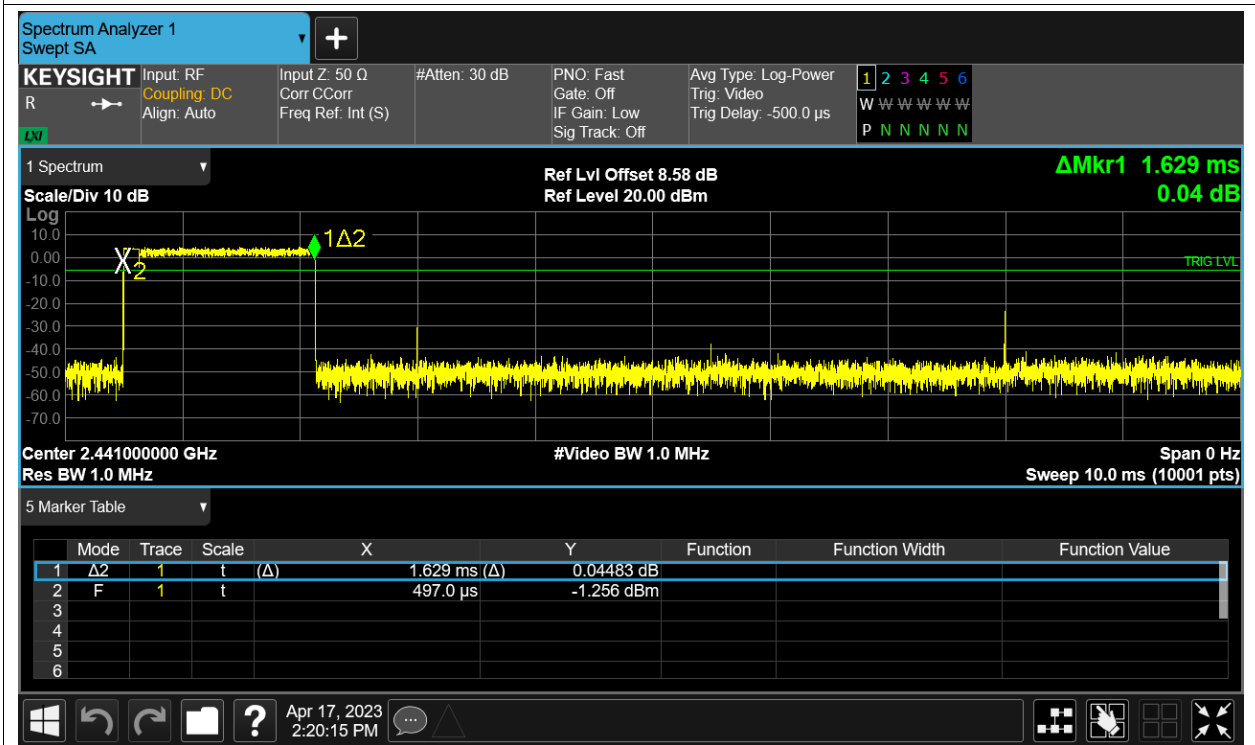 Spectrum Analyzer 1
Swept SA
KEYSIGHT Input: RF Input Z: 50 Ω #Atten: 30 dB PNO: Fast Avg Type: Log-Power 1 2 3 4 5 6
R Coupling: DC Corr CCorr Gate: Off Trig: Video W W W W W W
Align: Auto Freq Ref: Int (S) IF Gain: Low Trig Delay: -500.0 µs P N N N N N
LXI Sig Track: Off
1 Spectrum
Ref Lvl Offset 8.58 dB
ΔMkr1 1.629 ms
Scale/Div 10 dB Ref Level 20.00 dBm 0.04 dB
Log
10.0
1Δ2
0.00
X2
TRIG LVL
-10.0
-20.0
-30.0
-40.0
-50.0
-60.0
-70.0
Center 2.441000000 GHz #Video BW 1.0 MHz Span 0 Hz
Res BW 1.0 MHz Sweep 10.0 ms (10001 pts)
5 Marker Table
Mode Trace Scale X Y Function Function Width Function Value
1 Δ2 1 t (Δ) 1.629 ms (Δ) 0.04483 dB
2 F 1 t 497.0 µs -1.256 dBm
3
4
5
6
? Apr 17, 2023
2:20:15 PM